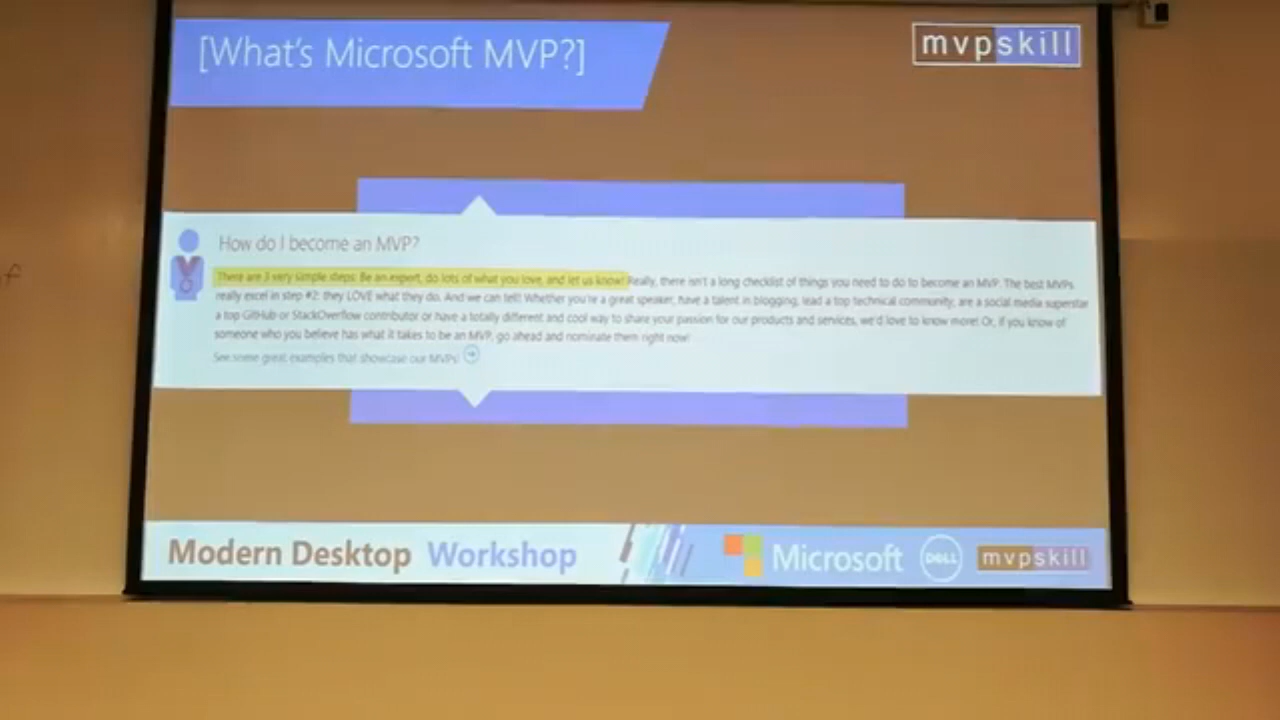 [What's Microsoft MVP?]
mvpskill
How do I become an MVP?
There are 3 very simple steps: Be an expert, do lots of what you love, and let us know! Really, there isn't a long checklist of things you need to do to become an MVP. The best MVPs
really excel in step #2: they LOVE what they do. And we can tell! Whether you're a great speaker, have a talent in blogging, lead a top technical community, are a social media superstar
a top GitHub or StackOverflow contributor or have a totally different and cool way to share your passion for our products and services, we'd love to know more! Or, if you know of
someone who you believe has what it takes to be an MVP, go ahead and nominate them right now!
See some great examples that showcase our MVPs!
Modern Desktop Workshop
Microsoft DELL mvpskill